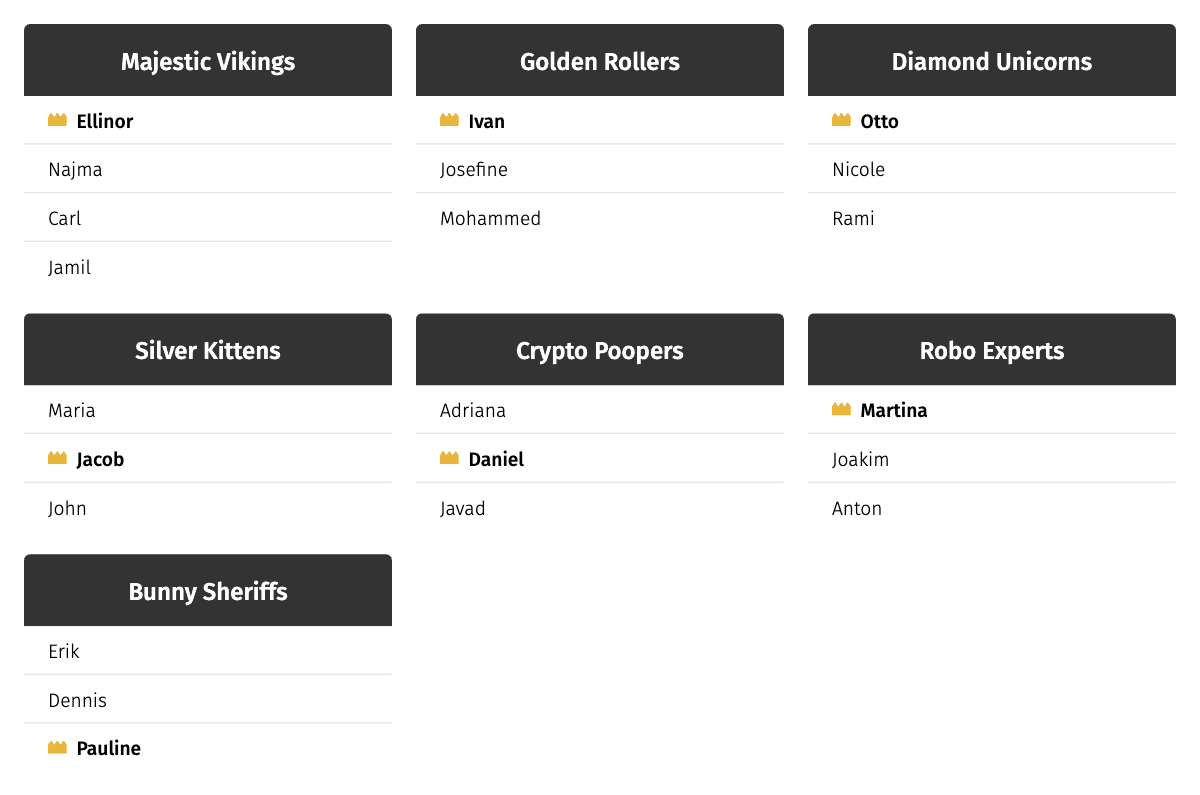 Majestic Vikings
Ellinor
Najma
Carl
Jamil
Golden Rollers
Ivan
Josefine
Mohammed
Diamond Unicorns
Otto
Nicole
Rami
Silver Kittens
Maria
Jacob
John
Crypto Poopers
Adriana
Daniel
Javad
Robo Experts
Martina
Joakim
Anton
Bunny Sheriffs
Erik
Dennis
Pauline